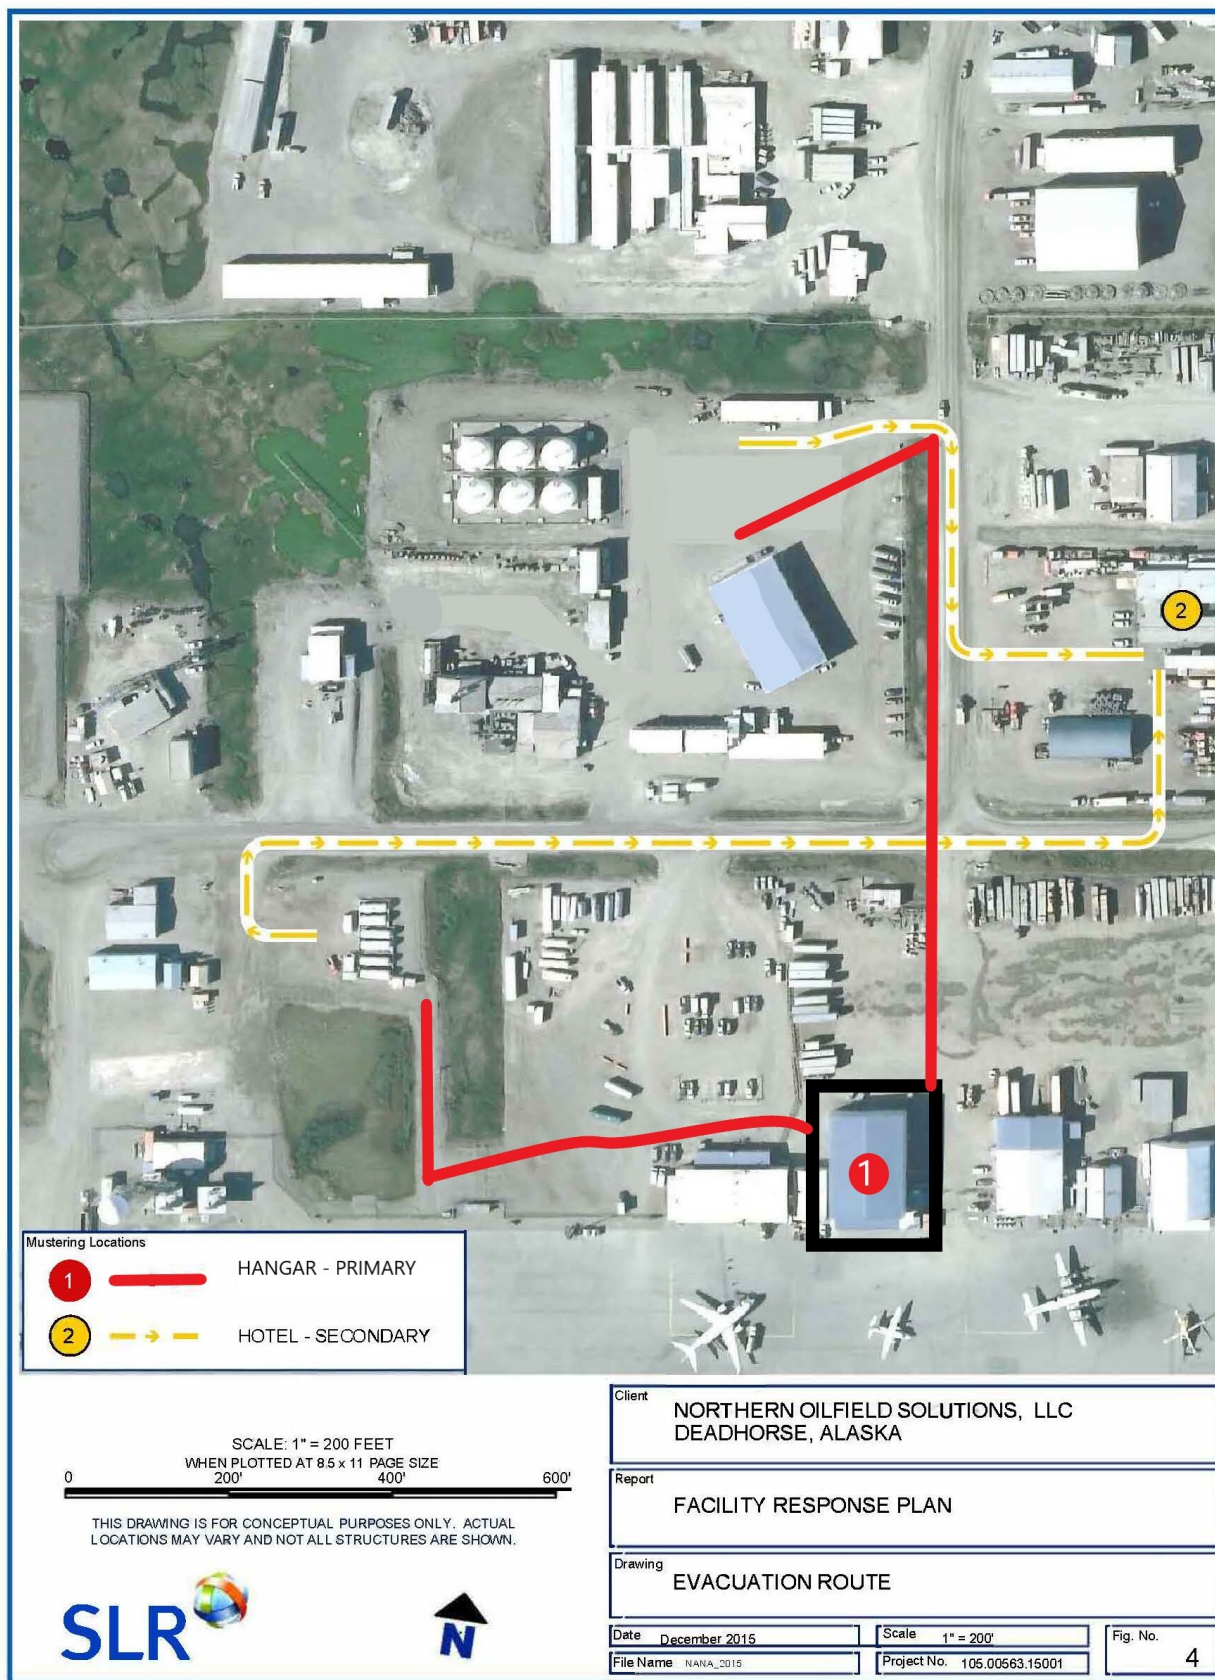 2
1
Mustering Locations
1 HANGAR - PRIMARY
2 HOTEL - SECONDARY
SCALE: 1" = 200 FEET
WHEN PLOTTED AT 8.5 x 11 PAGE SIZE
0 200' 400' 600'
THIS DRAWING IS FOR CONCEPTUAL PURPOSES ONLY. ACTUAL
LOCATIONS MAY VARY AND NOT ALL STRUCTURES ARE SHOWN.
SLR
N
Client
NORTHERN OILFIELD SOLUTIONS, LLC
DEADHORSE, ALASKA
Report
FACILITY RESPONSE PLAN
Drawing
EVACUATION ROUTE
Date December 2015
Scale 1" = 200'
File Name NANA_2015
Project No. 105.00563.15001
Fig. No.
4